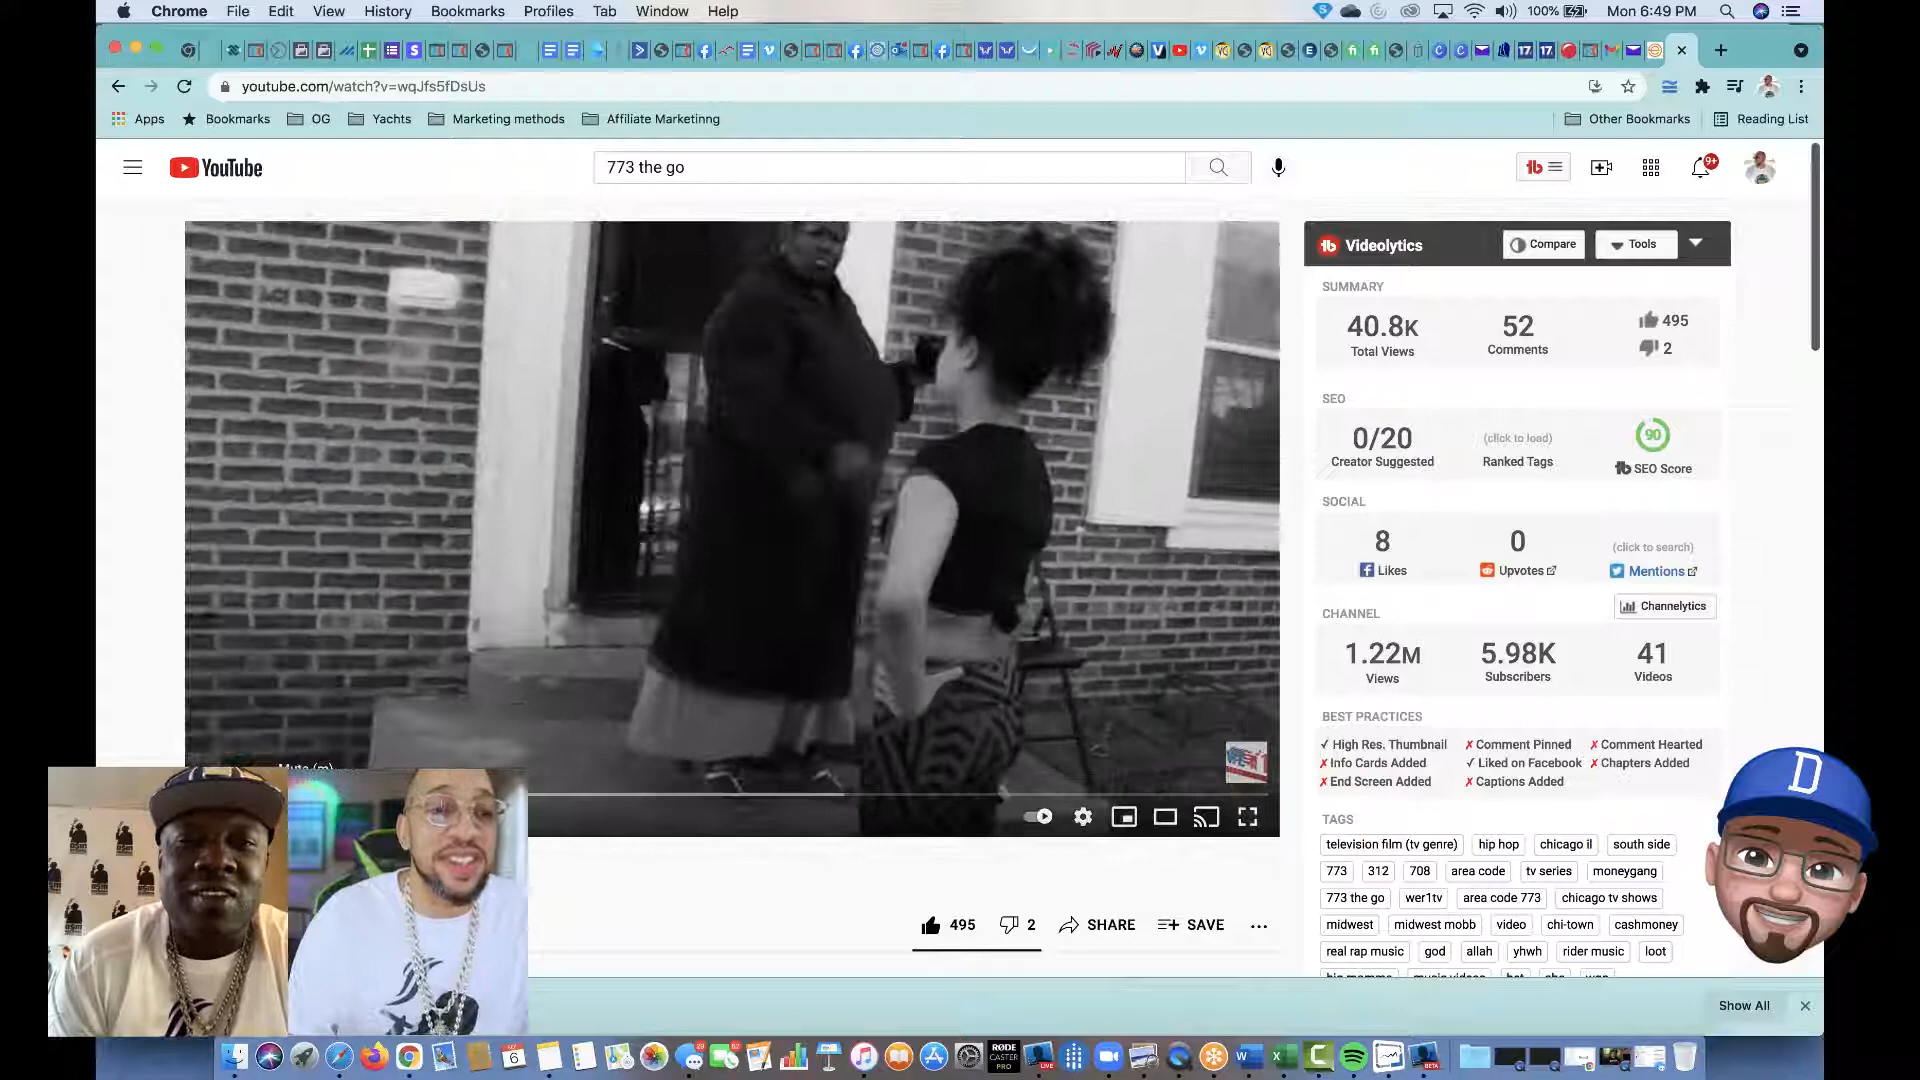 Chrome File Edit View History Bookmarks Profiles Tab Window Help 100% Mon 6:49 PM
youtube.com/watch?v=wqJfs5fDsUs
Apps Bookmarks OG Yachts Marketing methods Affiliate Marketinng Other Bookmarks Reading List
YouTube 773 the go 9+
Videolytics Compare Tools
SUMMARY
40.8K 52 495
Total Views Comments 2
SEO
0/20 (click to load) 90
Creator Suggested Ranked Tags SEO Score
SOCIAL
8 0 (click to search)
Likes Upvotes Mentions
CHANNEL Channelytics
1.22M 5.98K 41
Views Subscribers Videos
BEST PRACTICES
✓ High Res. Thumbnail ✗ Comment Pinned ✗ Comment Hearted
✗ Info Cards Added ✓ Liked on Facebook ✗ Chapters Added
✗ End Screen Added ✗ Captions Added
Mute (m)
TAGS
television film (tv genre) hip hop chicago il south side
773 312 708 area code tv series moneygang
773 the go wer1tv area code 773 chicago tv shows
midwest midwest mobb video chi-town cashmoney
real rap music god allah yhwh rider music loot
495 2 SHARE SAVE
D
Show All
RØDE
CASTER
PRO
LIVE
BETA